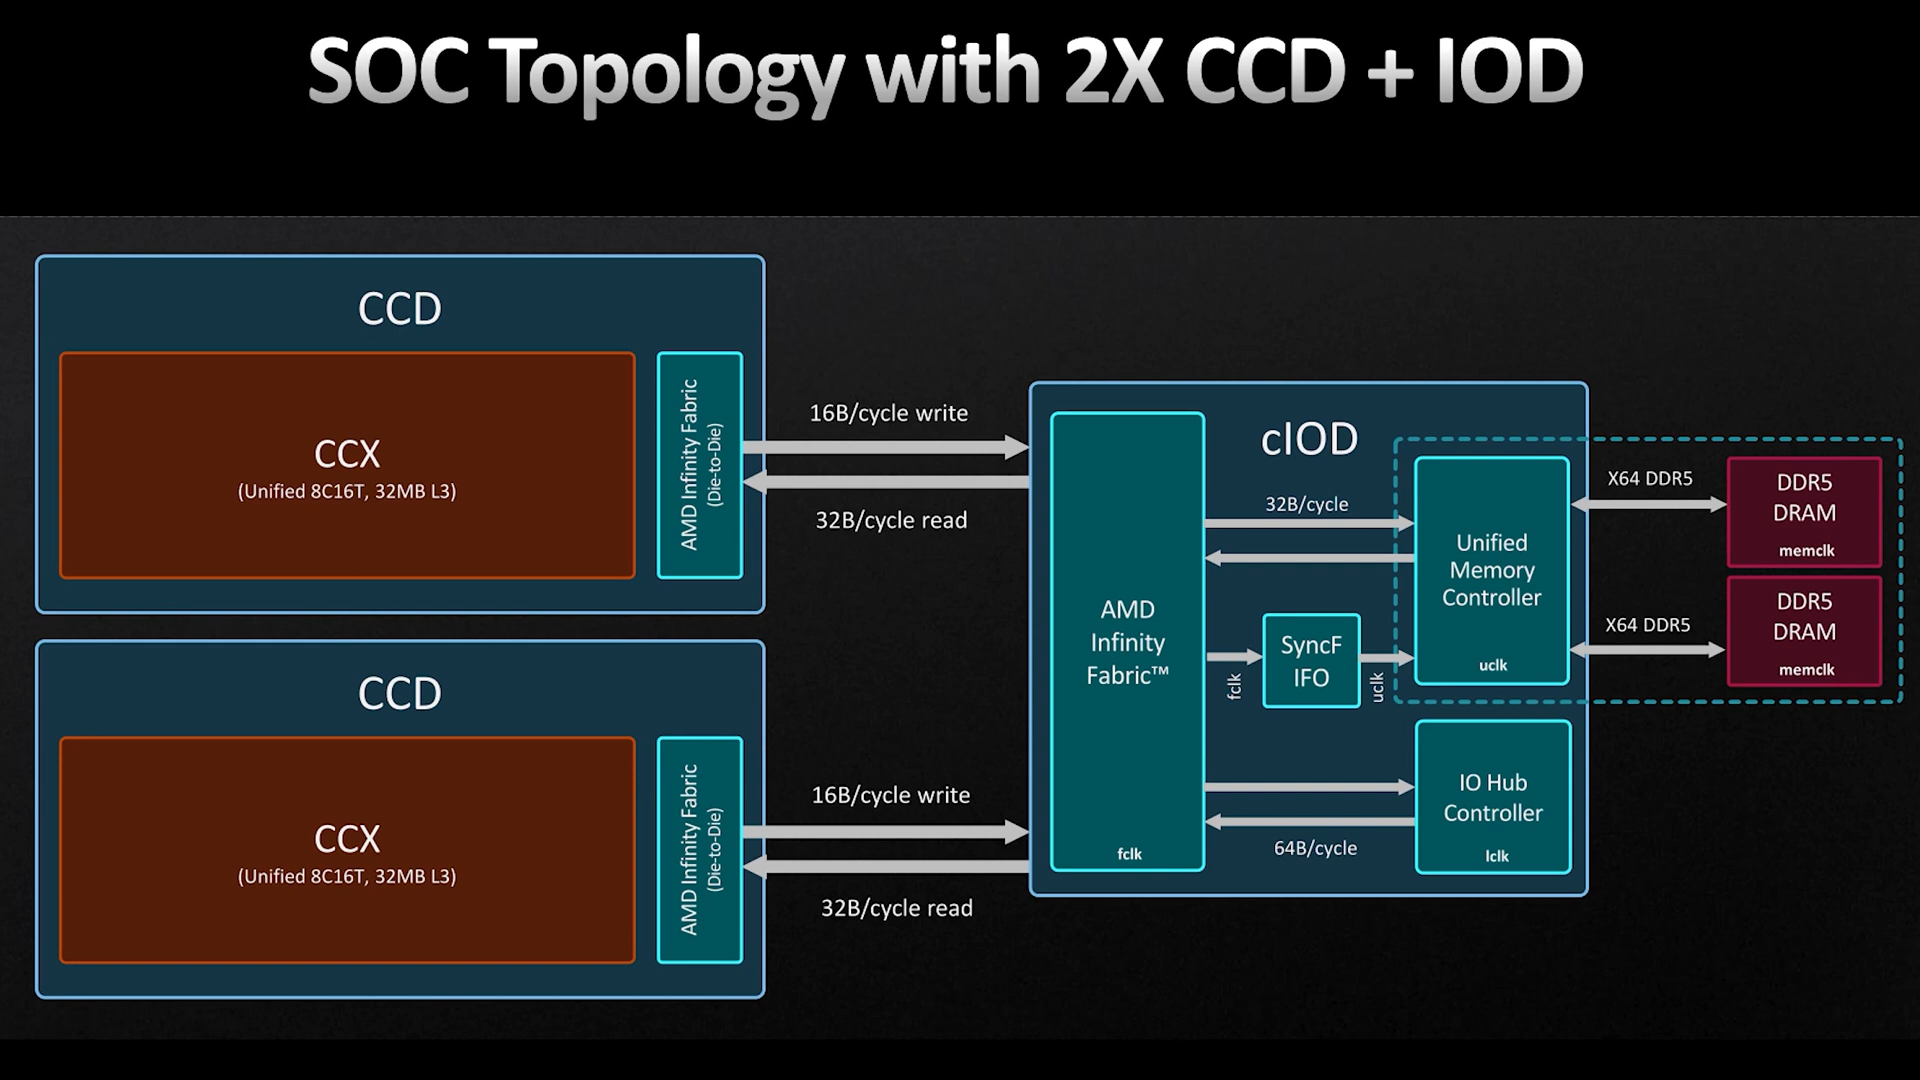 SOC Topology with 2X CCD + IOD
CCD
CCX
(Unified 8C16T, 32MB L3)
AMD Infinity Fabric
(Die-to-Die)
16B/cycle write
32B/cycle read
CCD
CCX
(Unified 8C16T, 32MB L3)
AMD Infinity Fabric
(Die-to-Die)
16B/cycle write
32B/cycle read
cIOD
AMD
Infinity
Fabric™
fclk
32B/cycle
fclk
SyncF
IFO
uclk
Unified
Memory
Controller
uclk
64B/cycle
IO Hub
Controller
lclk
X64 DDR5
DDR5
DRAM
memclk
X64 DDR5
DDR5
DRAM
memclk